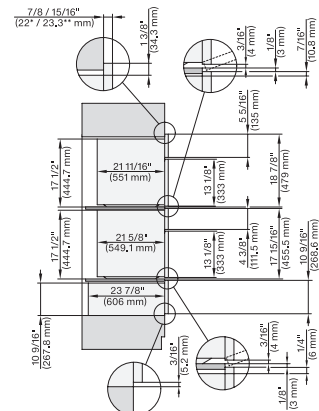 7/8 / 15/16"
(22* / 23.3** mm)
1 3/8"
(34.3 mm)
3/16"
(4 mm)
1/8"
(3 mm)
7/16"
(10.8 mm)
5 5/16"
(135 mm)
17 1/2"
(444.7 mm)
21 11/16"
(551 mm)
13 1/8"
(333 mm)
18 7/8"
(479 mm)
17 1/2"
(444.7 mm)
21 5/8"
(549.1 mm)
13 1/8"
(333 mm)
4 3/8"
(111.5 mm)
17 15/16"
(455.5 mm)
10 9/16"
(268.6 mm)
23 7/8"
(606 mm)
10 9/16"
(267.8 mm)
3/16"
(5.2 mm)
3/16"
(4 mm)
1/4"
(6 mm)
1/8"
(3 mm)